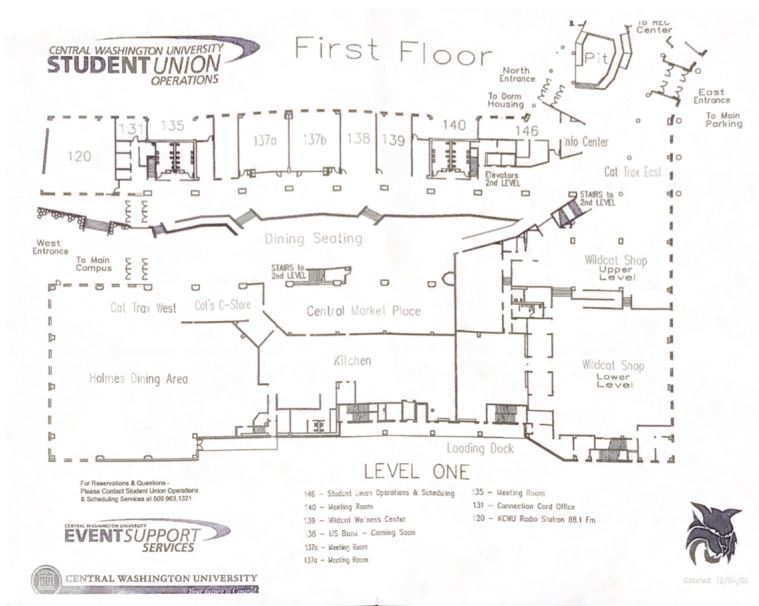 CENTRAL WASHINGTON UNIVERSITY
STUDENT UNION
OPERATIONS
First Floor
To REC
Center
Pit
North
Entrance
To Dorm
Housing
East
Entrance
To Main
Parking
131
135
120
137a
137b
138
139
140
146
Info Center
Cat Trax East
Elevators
2nd LEVEL
STAIRS to
2nd LEVEL
West
Entrance
To Main
Campus
Dining Seating
STAIRS to
2nd LEVEL
Wildcat Shop
Upper
Level
Cat Trax West
Cat's C-Store
Central Market Place
Holmes Dining Area
Kitchen
Wildcat Shop
Lower
Level
Loading Dock
LEVEL ONE
For Reservations & Questions -
Please Contact Student Union Operations
& Scheduling Services at 509.963.1321
146 - Student Union Operations & Scheduling
140 - Meeting Room
139 - Wildcat Wellness Center
138 - US Bank - Coming Soon
137b - Meeting Room
137a - Meeting Room
135 - Meeting Room
131 - Connection Card Office
120 - KCWU Radio Station 88.1 Fm
CENTRAL WASHINGTON UNIVERSITY
EVENT SUPPORT
SERVICES
CENTRAL WASHINGTON UNIVERSITY
Your future is Central